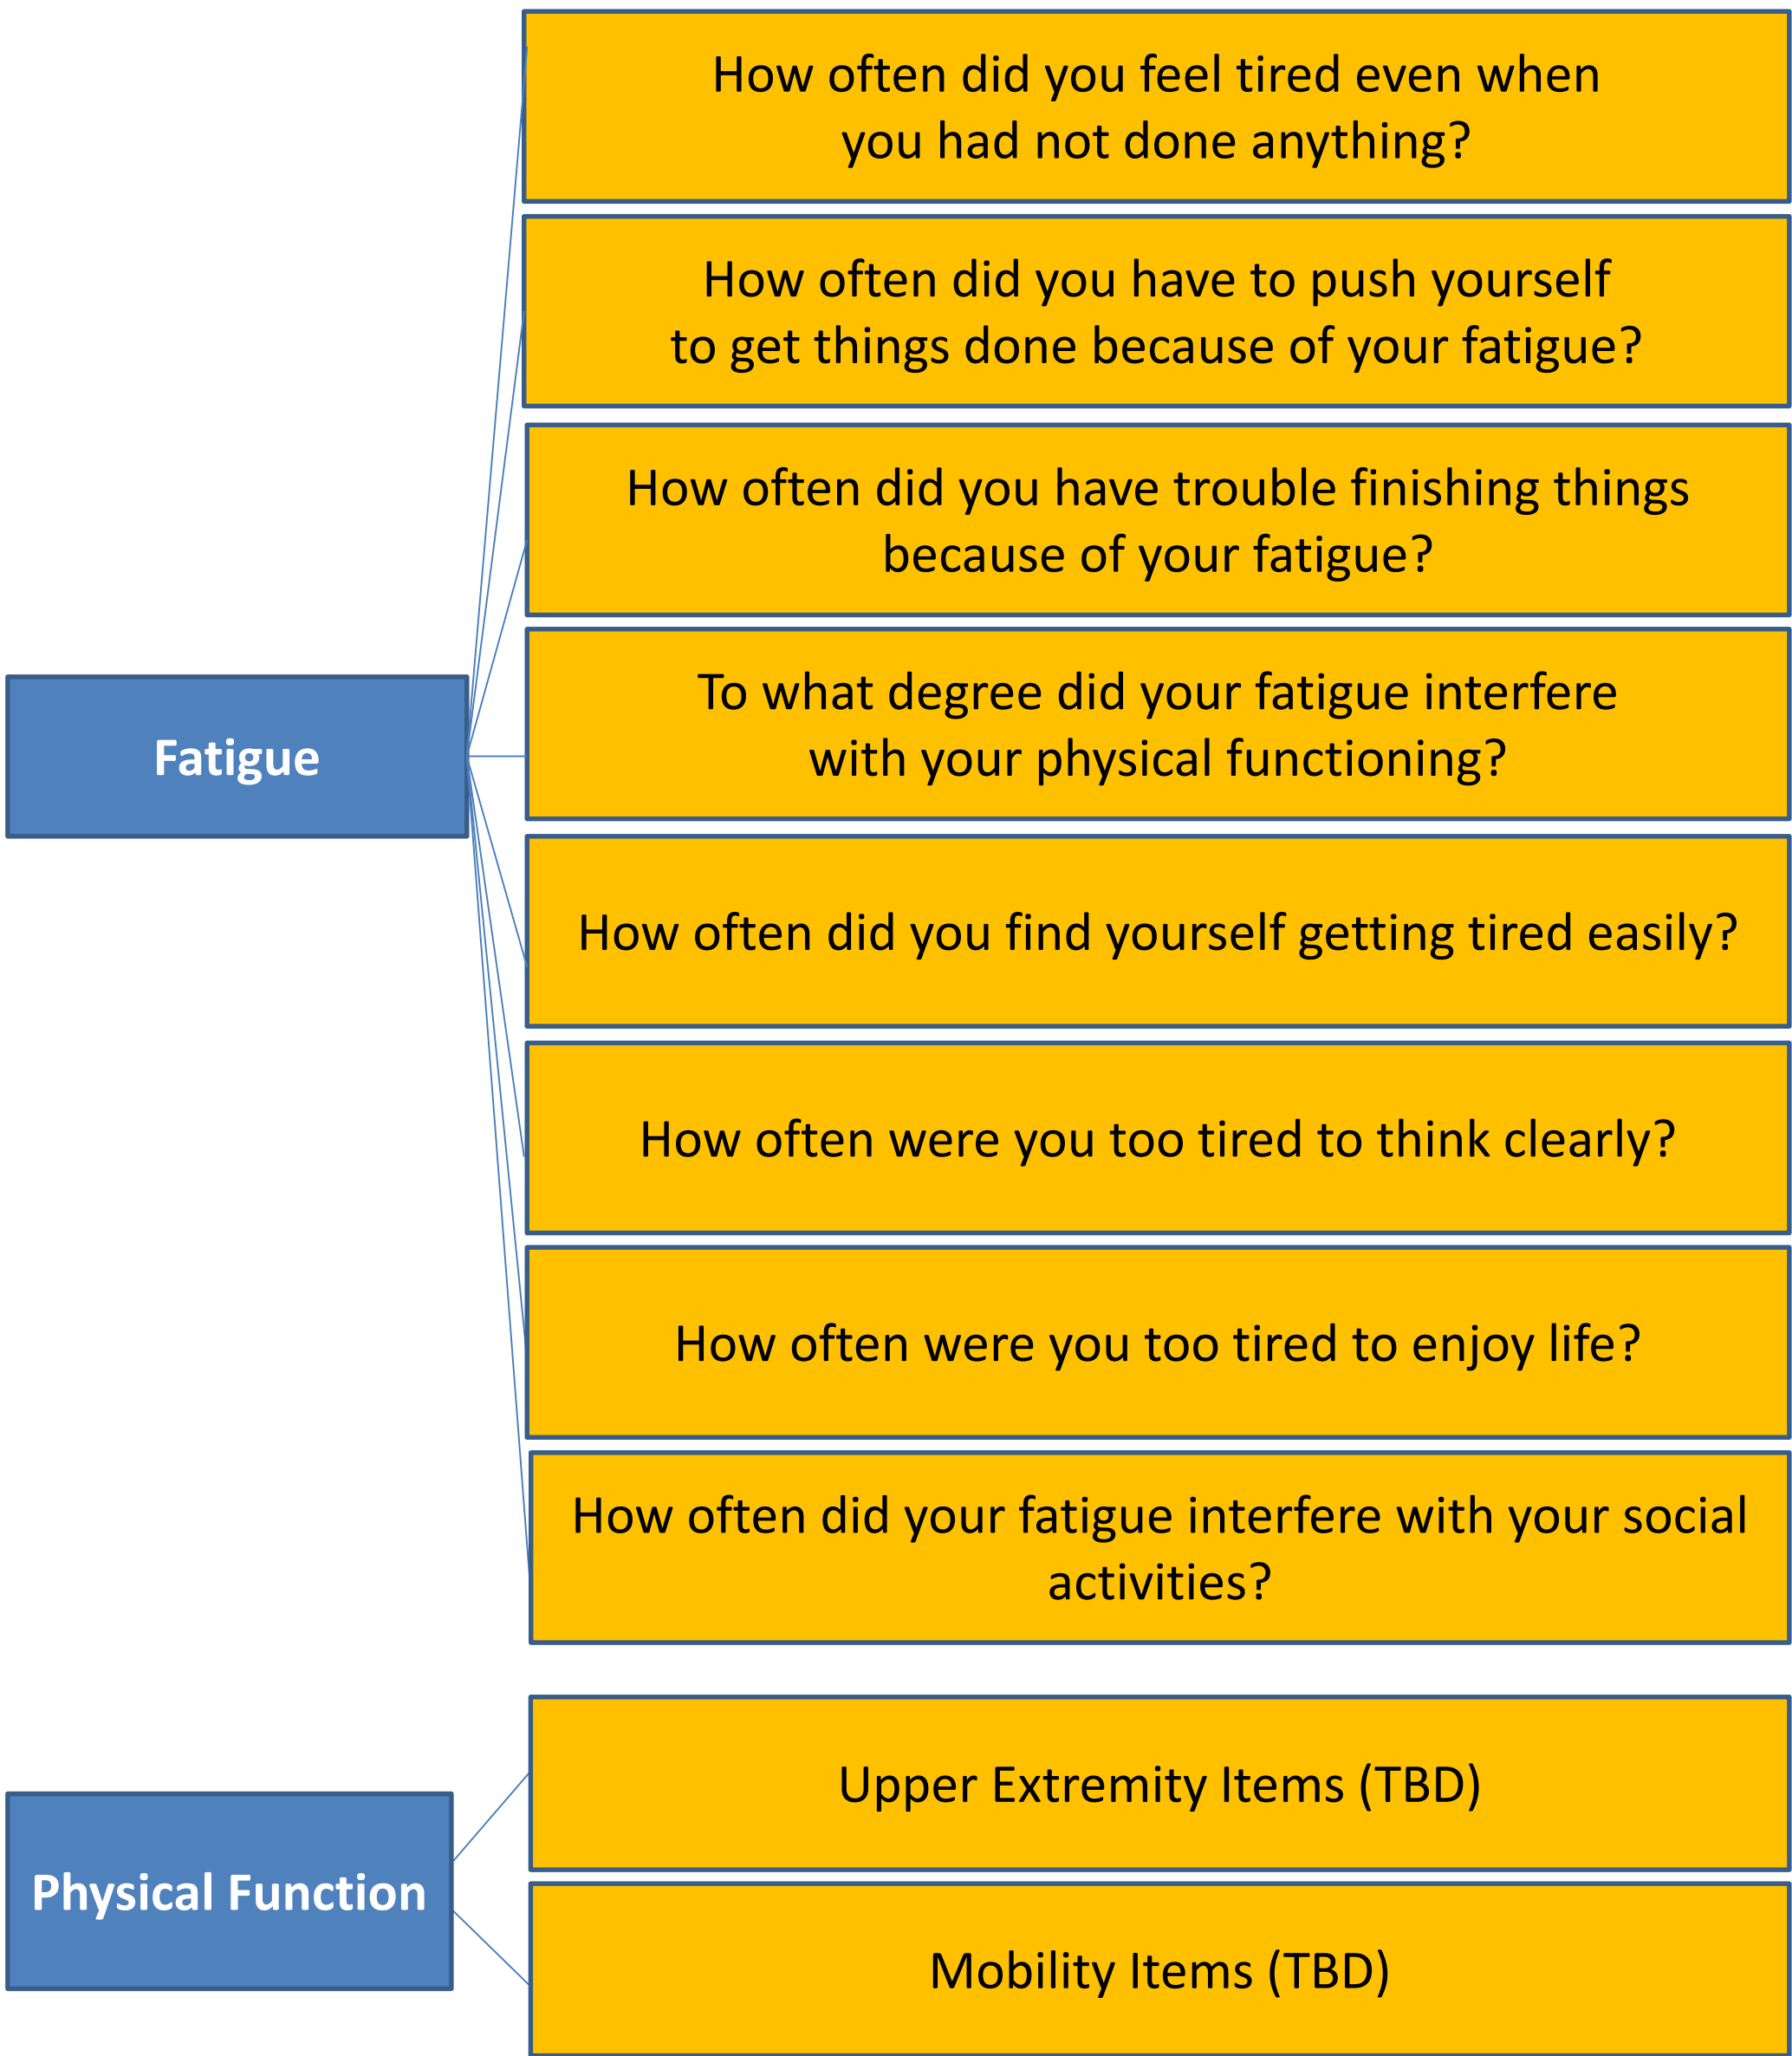 How often did you feel tired even when
you had not done anything?
How often did you have to push yourself
to get things done because of your fatigue?
How often did you have trouble finishing things
because of your fatigue?
To what degree did your fatigue interfere
with your physical functioning?
Fatigue
How often did you find yourself getting tired easily?
How often were you too tired to think clearly?
How often were you too tired to enjoy life?
How often did your fatigue interfere with your social
activities?
Upper Extremity Items (TBD)
Physical Function
Mobility Items (TBD)